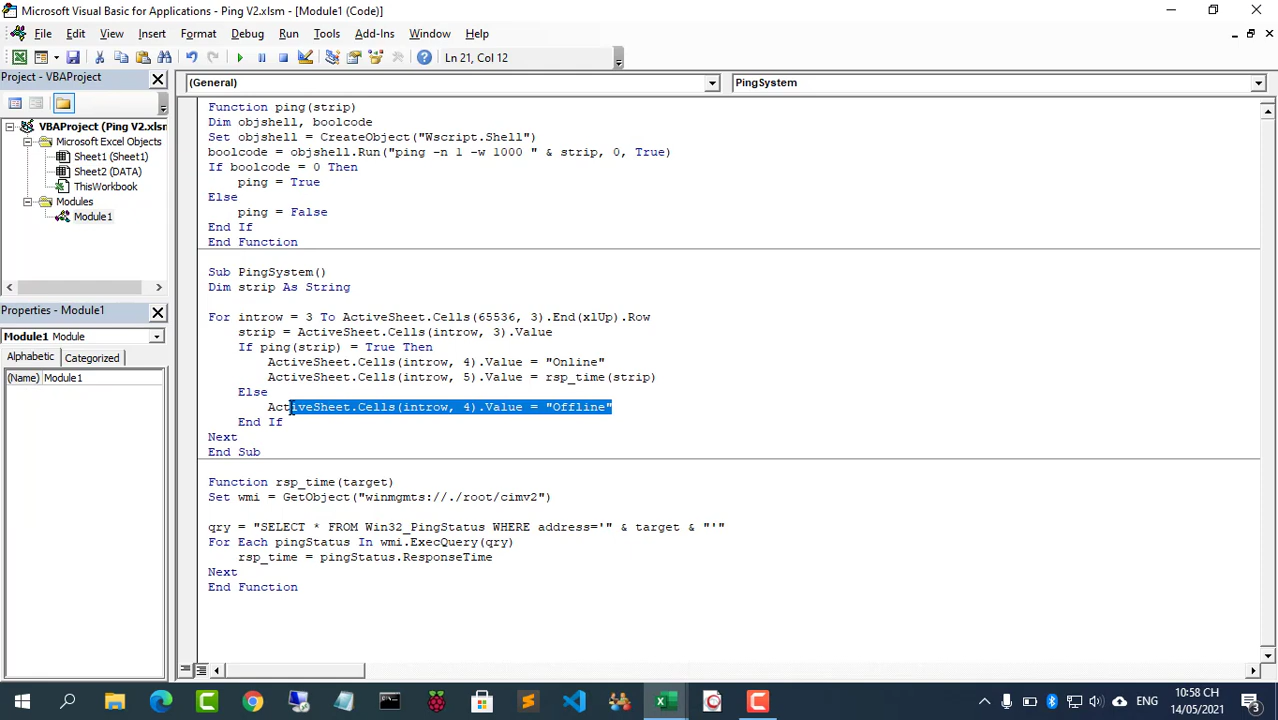 Microsoft Visual Basic for Applications - Ping V2.xlsm - [Module1 (Code)]
File Edit View Insert Format Debug Run Tools Add-Ins Window Help
Ln 21, Col 12
Project - VBAProject
(General)
PingSystem
VBAProject (Ping V2.xlsm
Microsoft Excel Objects
Sheet1 (Sheet1)
Sheet2 (DATA)
ThisWorkbook
Modules
Module1
Properties - Module1
Module1 Module
Alphabetic Categorized
(Name) Module1
Function ping(strip)
Dim objshell, boolcode
Set objshell = CreateObject("Wscript.Shell")
boolcode = objshell.Run("ping -n 1 -w 1000 " & strip, 0, True)
If boolcode = 0 Then
ping = True
Else
ping = False
End If
End Function
Sub PingSystem()
Dim strip As String
For introw = 3 To ActiveSheet.Cells(65536, 3).End(xlUp).Row
strip = ActiveSheet.Cells(introw, 3).Value
If ping(strip) = True Then
ActiveSheet.Cells(introw, 4).Value = "Online"
ActiveSheet.Cells(introw, 5).Value = rsp_time(strip)
Else
ActiveSheet.Cells(introw, 4).Value = "Offline"
End If
Next
End Sub
Function rsp_time(target)
Set wmi = GetObject("winmgmts://./root/cimv2")
qry = "SELECT * FROM Win32_PingStatus WHERE address='" & target & "'"
For Each pingStatus In wmi.ExecQuery(qry)
rsp_time = pingStatus.ResponseTime
Next
End Function
ENG
10:58 CH
14/05/2021
3